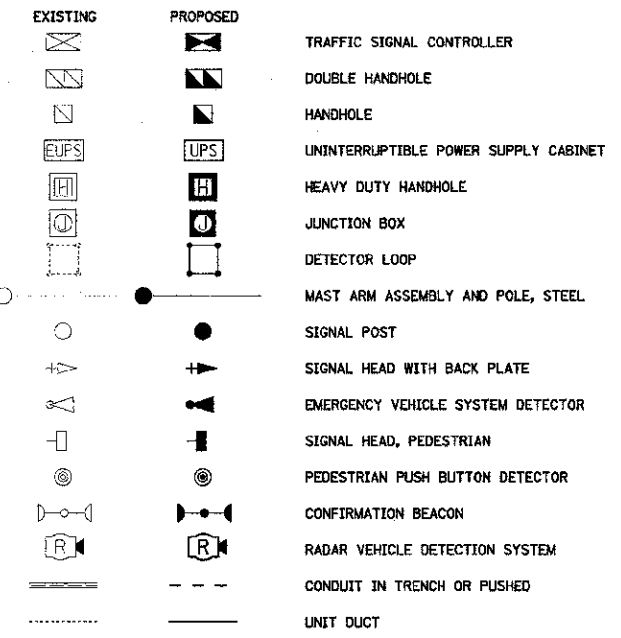 EXISTING PROPOSED
TRAFFIC SIGNAL CONTROLLER
DOUBLE HANDHOLE
HANDHOLE
EUPS UPS UNINTERRUPTIBLE POWER SUPPLY CABINET
H H HEAVY DUTY HANDHOLE
J J JUNCTION BOX
DETECTOR LOOP
MAST ARM ASSEMBLY AND POLE, STEEL
SIGNAL POST
SIGNAL HEAD WITH BACK PLATE
EMERGENCY VEHICLE SYSTEM DETECTOR
SIGNAL HEAD, PEDESTRIAN
PEDESTRIAN PUSH BUTTON DETECTOR
CONFIRMATION BEACON
R R RADAR VEHICLE DETECTION SYSTEM
CONDUIT IN TRENCH OR PUSHED
UNIT DUCT